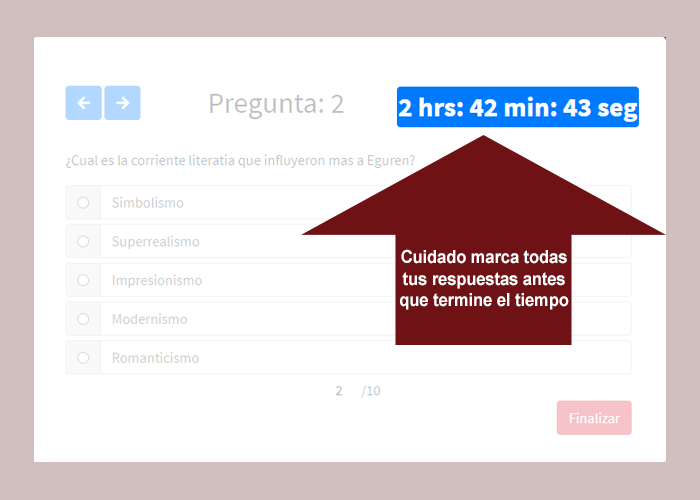 Pregunta: 2
2 hrs: 42 min: 43 seg
¿Cual es la corriente literatia que influyeron mas a Eguren?
Simbolismo
Superrealismo
Impresionismo
Modernismo
Romanticismo
Cuidado marca todas
tus respuestas antes
que termine el tiempo
2 /10
Finalizar